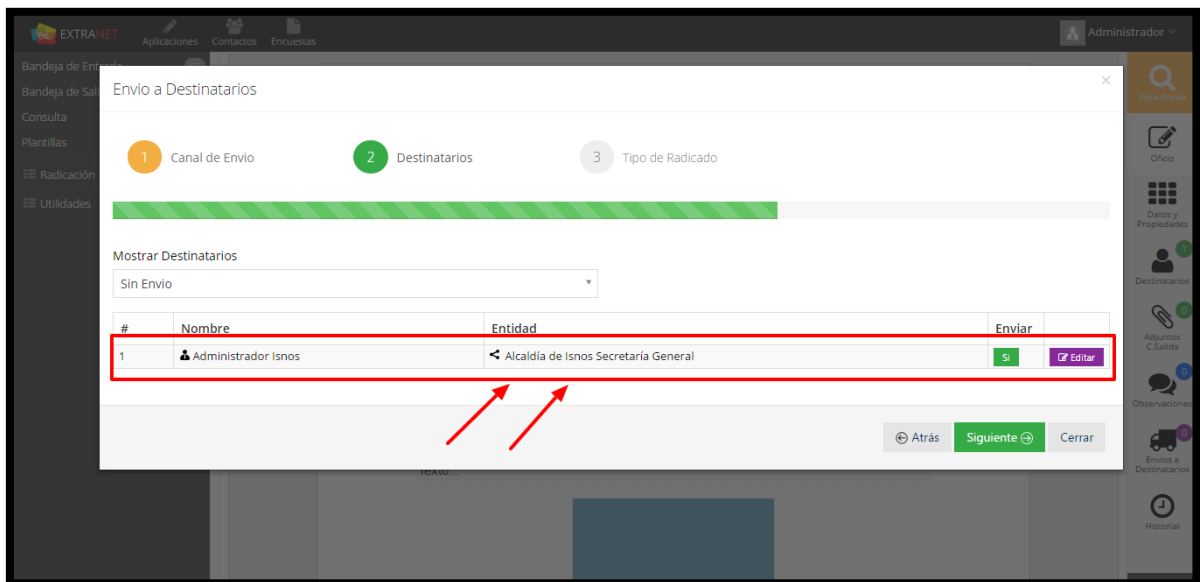 EXTRANET
Aplicaciones Contactos Encuestas
Administrador
Bandeja de Entrada
Bandeja de Sal
Consulta
Plantillas
Radicación
Utilidades
Envio a Destinatarios
×
1 Canal de Envio
2 Destinatarios
3 Tipo de Radicado
Mostrar Destinatarios
Sin Envio
# Nombre Entidad Enviar
1 Administrador Isnos Alcaldía de Isnos Secretaría General Si Editar
Atrás Siguiente Cerrar
Texto...
Vista Previa
Oficio
Datos y
Propiedades
1
Destinatarios
0
Adjuntos
C.Salida
0
Observaciones
0
Envios a
Destinatarios
Historial